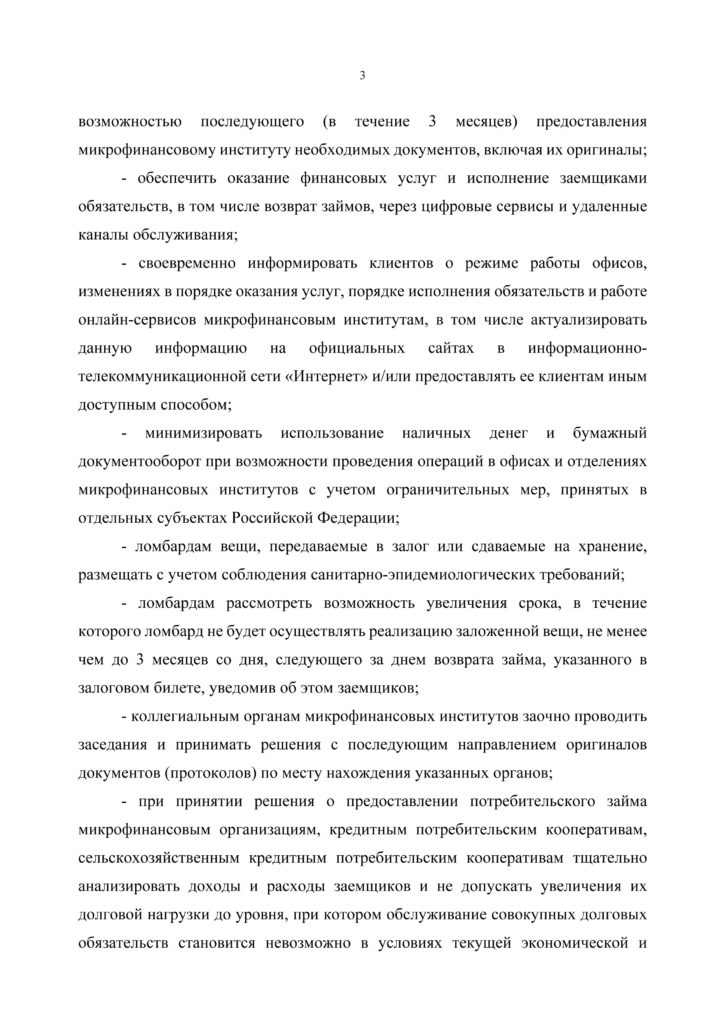 3
возможностью последующего (в течение 3 месяцев) предоставления
микрофинансовому институту необходимых документов, включая их оригиналы;
- обеспечить оказание финансовых услуг и исполнение заемщиками
обязательств, в том числе возврат займов, через цифровые сервисы и удаленные
каналы обслуживания;
- своевременно информировать клиентов о режиме работы офисов,
изменениях в порядке оказания услуг, порядке исполнения обязательств и работе
онлайн-сервисов микрофинансовым институтам, в том числе актуализировать
данную информацию на официальных сайтах в информационно-
телекоммуникационной сети «Интернет» и/или предоставлять ее клиентам иным
доступным способом;
- минимизировать использование наличных денег и бумажный
документооборот при возможности проведения операций в офисах и отделениях
микрофинансовых институтов с учетом ограничительных мер, принятых в
отдельных субъектах Российской Федерации;
- ломбардам вещи, передаваемые в залог или сдаваемые на хранение,
размещать с учетом соблюдения санитарно-эпидемиологических требований;
- ломбардам рассмотреть возможность увеличения срока, в течение
которого ломбард не будет осуществлять реализацию заложенной вещи, не менее
чем до 3 месяцев со дня, следующего за днем возврата займа, указанного в
залоговом билете, уведомив об этом заемщиков;
- коллегиальным органам микрофинансовых институтов заочно проводить
заседания и принимать решения с последующим направлением оригиналов
документов (протоколов) по месту нахождения указанных органов;
- при принятии решения о предоставлении потребительского займа
микрофинансовым организациям, кредитным потребительским кооперативам,
сельскохозяйственным кредитным потребительским кооперативам тщательно
анализировать доходы и расходы заемщиков и не допускать увеличения их
долговой нагрузки до уровня, при котором обслуживание совокупных долговых
обязательств становится невозможно в условиях текущей экономической и